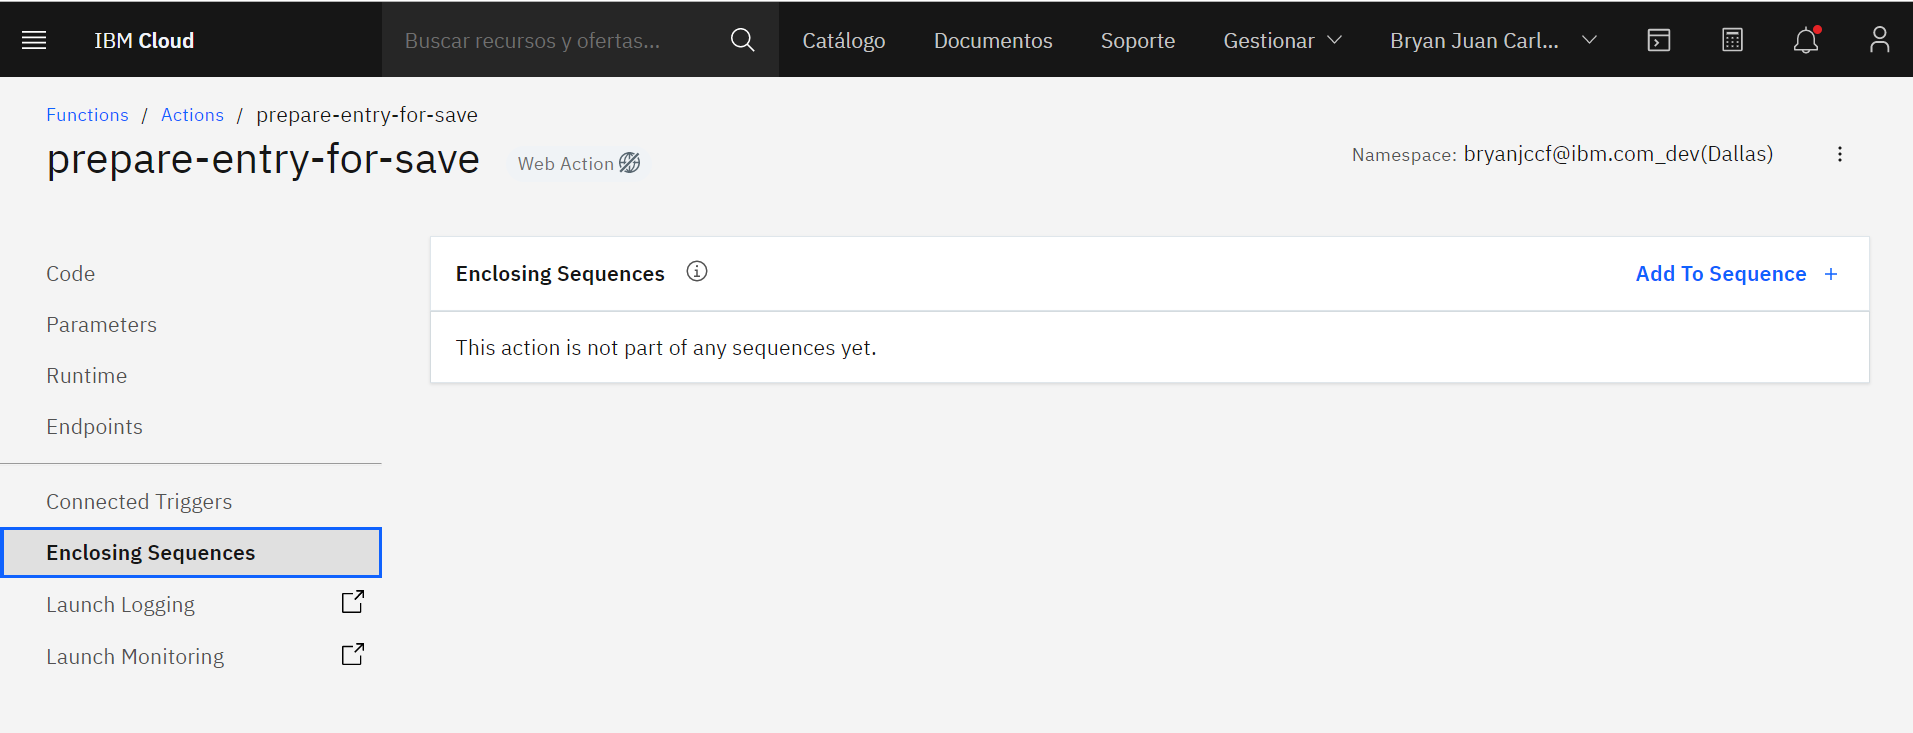 IBM Cloud
Buscar recursos y ofertas...
Catálogo
Documentos
Soporte
Gestionar
Bryan Juan Carl...
Functions / Actions / prepare-entry-for-save
prepare-entry-for-save
Web Action
Namespace: bryanjccf@ibm.com_dev(Dallas)
Code
Parameters
Runtime
Endpoints
Connected Triggers
Enclosing Sequences
Launch Logging
Launch Monitoring
Enclosing Sequences
Add To Sequence +
This action is not part of any sequences yet.